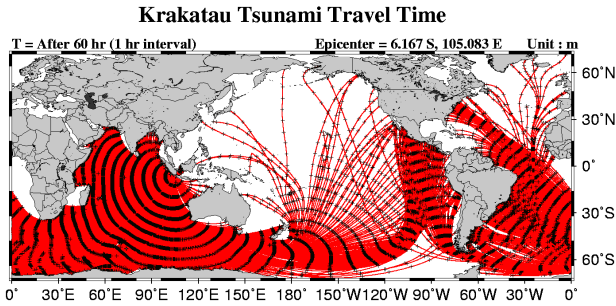 Krakatau Tsunami Travel Time
T = After 60 hr (1 hr interval) Epicenter = 6.167 S, 105.083 E Unit : m
60˚N
30˚N
0˚
30˚S
60˚S
0˚ 30˚E 60˚E 90˚E 120˚E 150˚E 180˚ 150˚W 120˚W 90˚W 60˚W 30˚W 0˚